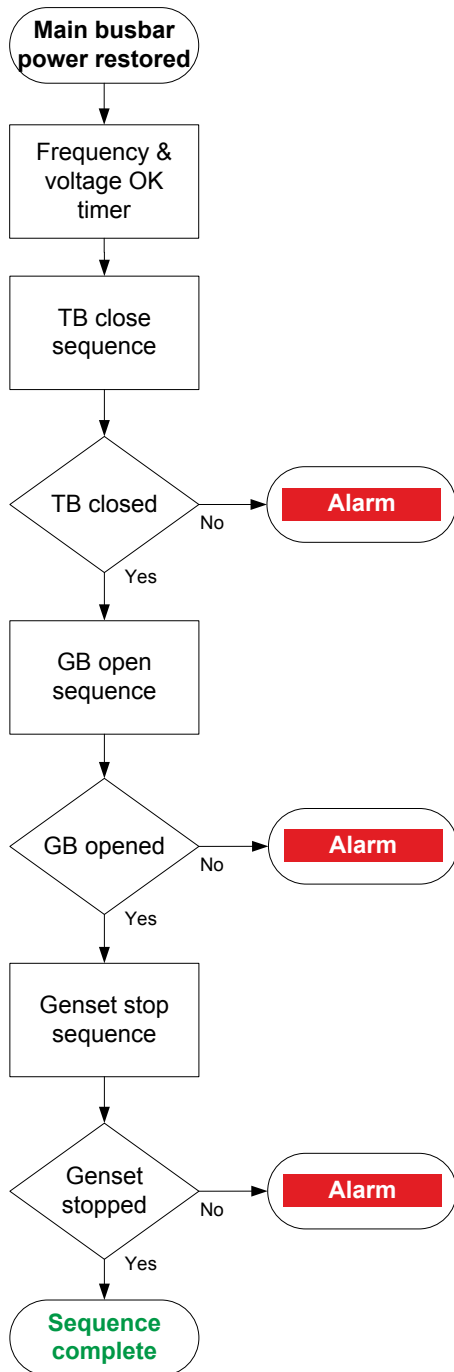 Main busbar
power restored
Frequency &
voltage OK
timer
TB close
sequence
TB closed
No
Alarm
Yes
GB open
sequence
GB opened
No
Alarm
Yes
Genset stop
sequence
Genset
stopped
No
Alarm
Yes
Sequence
complete